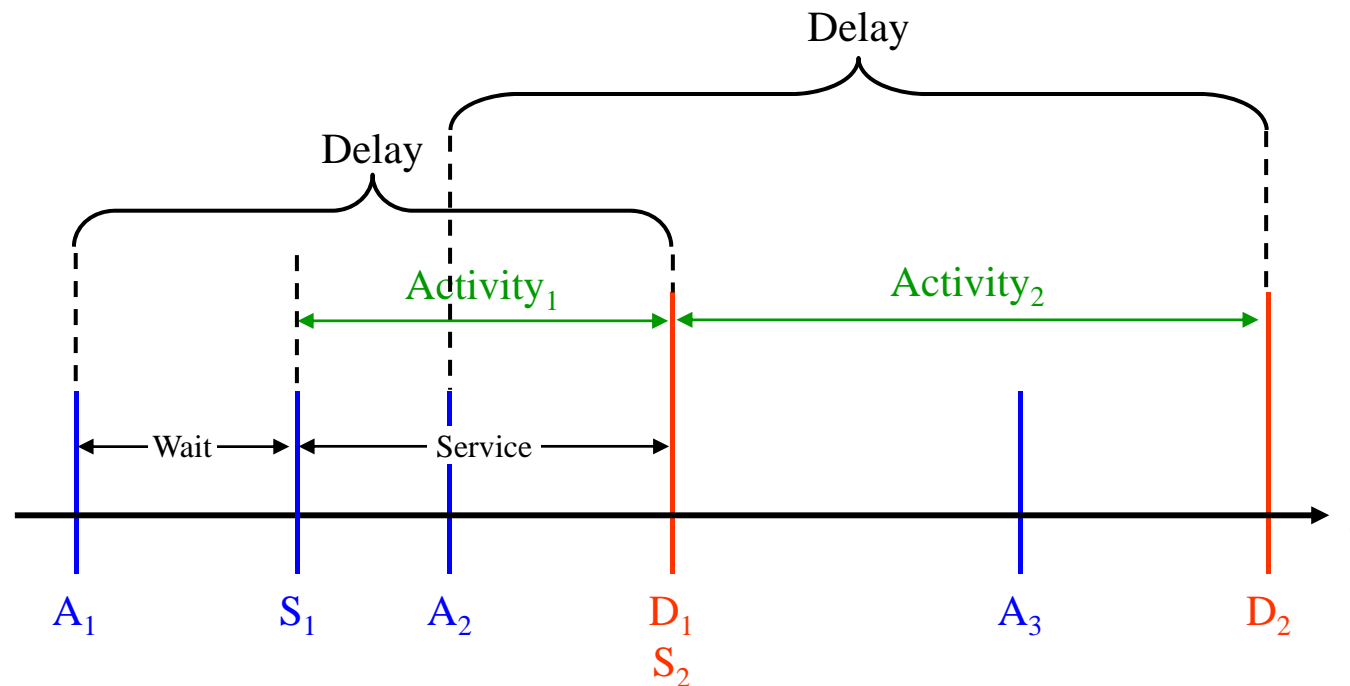 Delay
Delay
Activity₁
Activity₂
Wait
Service
A₁ S₁ A₂ D₁ A₃ D₂
S₂